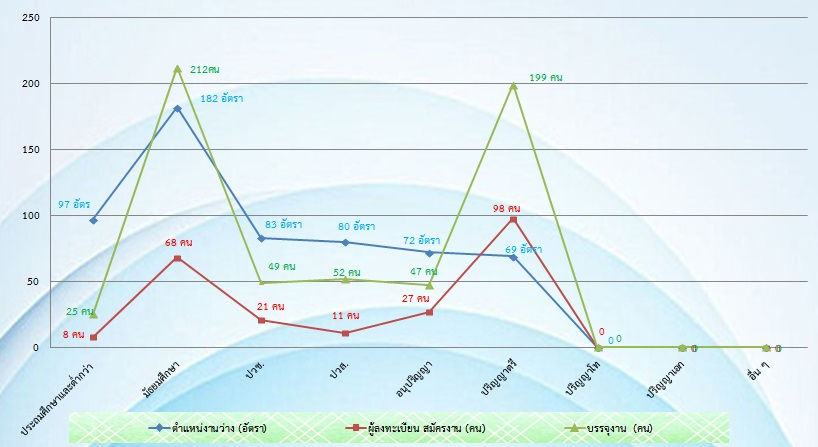 250
200
150
100
50
0
212คน
182 อัตรา
199 คน
97 อัตร
83 อัตรา
80 อัตรา
72 อัตรา
69 อัตรา
98 คน
68 คน
49 คน
52 คน
47 คน
25 คน
8 คน
21 คน
11 คน
27 คน
0
0
0
0
0
ประถมศึกษาและต่ำกว่า
มัธยมศึกษา
ปวช.
ปวส.
อนุปริญญา
ปริญญาตรี
ปริญญาโท
ปริญญาเอก
อื่น ๆ
ตำแหน่งงานว่าง (อัตรา)
ผู้ลงทะเบียน สมัครงาน (คน)
บรรจุงาน (คน)